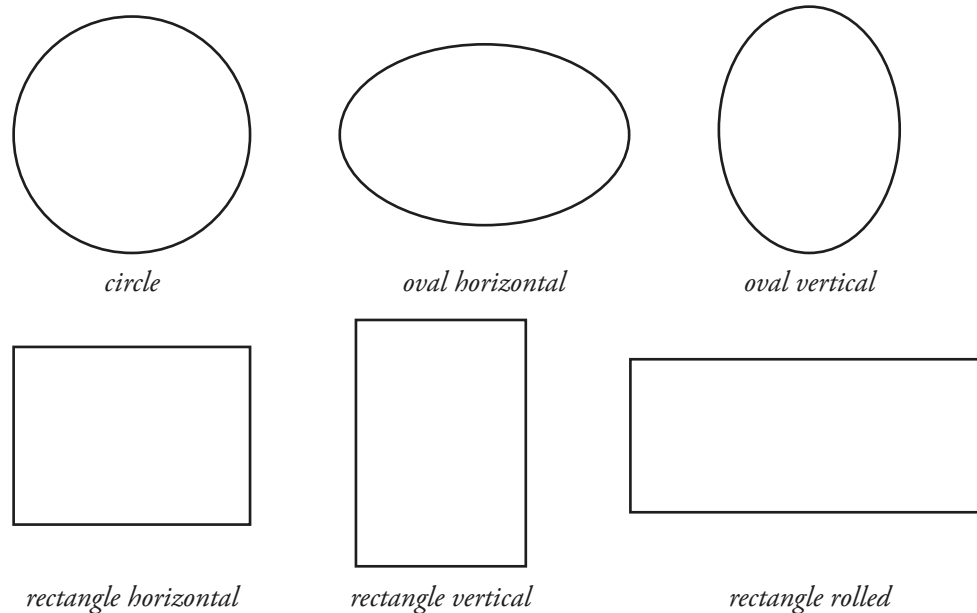 circle
oval horizontal
oval vertical
rectangle horizontal
rectangle vertical
rectangle rolled